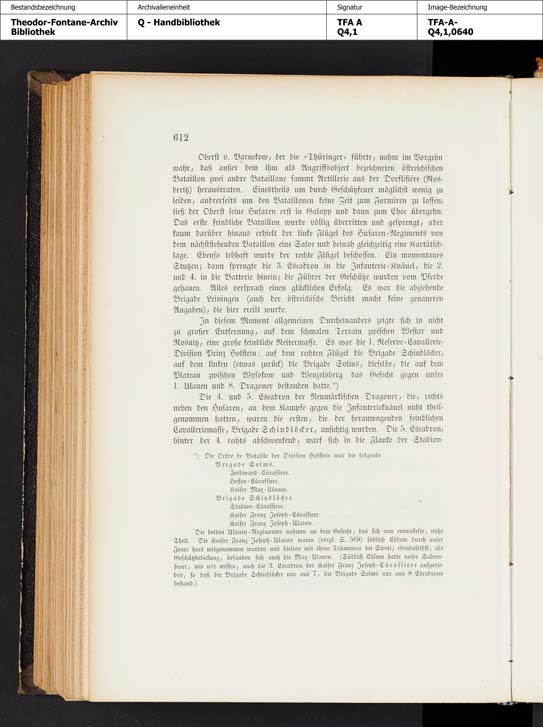 Bestandsbezeichnung
Archivalieneinheit
Signatur
Image-Bezeichnung
Theodor-Fontane-Archiv
Bibliothek
Q - Handbibliothek
TFA A
Q4,1
TFA-A-
Q4,1,0640
612
Oberst v. Barnekow, der die »Thüringer« führte, nahm im Vorgehn
wahr, daß außer dem ihm als Angriffsobject bezeichneten östreichischen
Bataillon zwei andre Bataillone sammt Artillerie aus der Dorflisière (Ros-
beritz) heraustraten. Einestheils um durch Geschützfeuer möglichst wenig zu
leiden, andrerseits um den Bataillonen keine Zeit zum Formiren zu lassen,
ließ der Oberst seine Husaren erst in Galopp und dann zum Choc übergehn.
Das erste feindliche Bataillon wurde völlig überritten und gesprengt, aber
kaum darüber hinaus erhielt der linke Flügel des Husaren-Regiments von
dem nächststehenden Bataillon eine Salve und beinah gleichzeitig eine Kartätsch-
lage. Ebenso lebhaft wurde der rechte Flügel beschossen. Ein momentanes
Stutzen; dann sprengte die 3. Escadron in die Infanterie-Knäuel, die 2.
und 4. in die Batterie hinein; die Führer der Geschütze wurden vom Pferde
gehauen. Alles versprach einen glücklichen Erfolg. Es war die abziehende
Brigade Leiningen (auch der östreichische Bericht macht keine genaueren
Angaben), die hier ereilt wurde.
In diesem Moment allgemeinen Durcheinanders zeigte sich in nicht
zu großer Entfernung, auf dem schmalen Terrain zwischen Westar und
Rosnitz, eine große feindliche Reitermasse. Es war die 1. Reserve-Cavallerie-
Division Prinz Holstein: auf dem rechten Flügel die Brigade Schindlöcker,
auf dem linken (etwas zurück) die Brigade Solms, dieselbe, die auf dem
Plateau zwischen Wysokow und Wenzelsberg das Gefecht gegen unsre
1. Ulanen und 8. Dragoner bestanden hatte.*)
Die 4. und 5. Escadron der Neumärkischen Dragoner, die, rechts
neben den Husaren, an dem Kampfe gegen die Infanterieknäuel nicht theil-
genommen hatten, waren die ersten, die der heranwogenden feindlichen
Cavalleriemasse, Brigade Schindlöcker, ansichtig wurden. Die 5. Escadron,
hinter der 4. rechts abschwenkend, warf sich in die Flanke der Stadion-
*) Die Ordre de Bataille der Division Holstein war die folgende:
Brigade Solms.
Ferdinand-Cürassiere.
Hessen-Cürassiere.
Kaiser Max-Ulanen.
Brigade Schindlöcker.
Stadion-Cürassiere.
Kaiser Franz Joseph-Cürassiere.
Kaiser Franz Joseph-Ulanen.
Die beiden Ulanen-Regimenter nahmen an dem Gefecht, das sich nun entwickelte, nicht
Theil. Die Kaiser Franz Joseph-Ulanen waren (vergl. S. 569) südlich Chlum durch unser
Feuer hart mitgenommen worden und hielten mit ihren Trümmern bei Sweti; ebendaselbst, als
Geschützbedeckung, befanden sich auch die Max-Ulanen. (Südlich Chlum hatte unser Salven-
feuer, wie wir wissen, auch die 3. Escadron der Kaiser Franz Joseph-Cürassiere aufgerie-
ben, so daß die Brigade Schindlöcker nur aus 7, die Brigade Solms nur aus 8 Escadrons
bestand.)